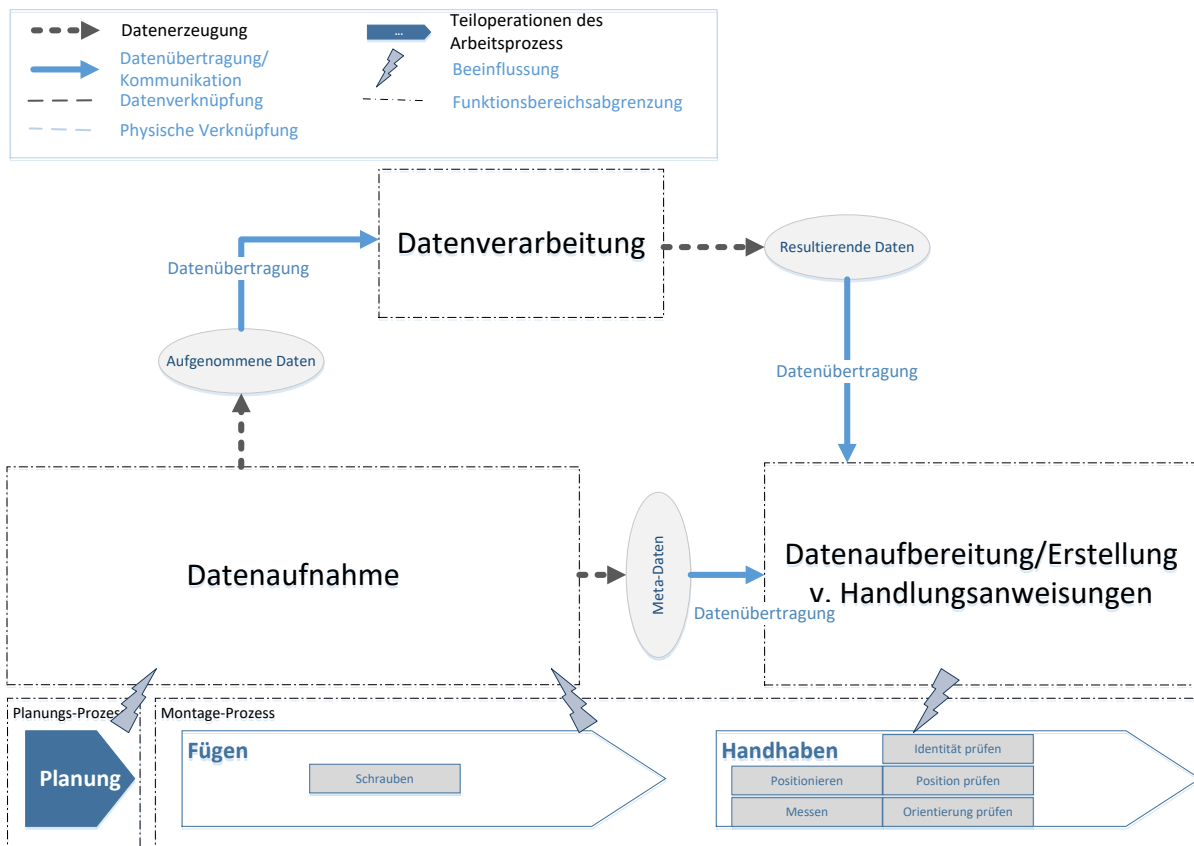 Datenerzeugung
Datenübertragung/
Kommunikation
Datenverknüpfung
Physische Verknüpfung
...
Teiloperationen des
Arbeitsprozess
Beeinflussung
Funktionsbereichsabgrenzung
Datenverarbeitung
Resultierende Daten
Datenübertragung
Aufgenommene Daten
Datenübertragung
Datenaufnahme
Meta-Daten
Datenübertragung
Datenaufbereitung/Erstellung
v. Handlungsanweisungen
Planungs-Prozess
Planung
Montage-Prozess
Fügen
Schrauben
Handhaben
Identität prüfen
Positionieren
Position prüfen
Messen
Orientierung prüfen